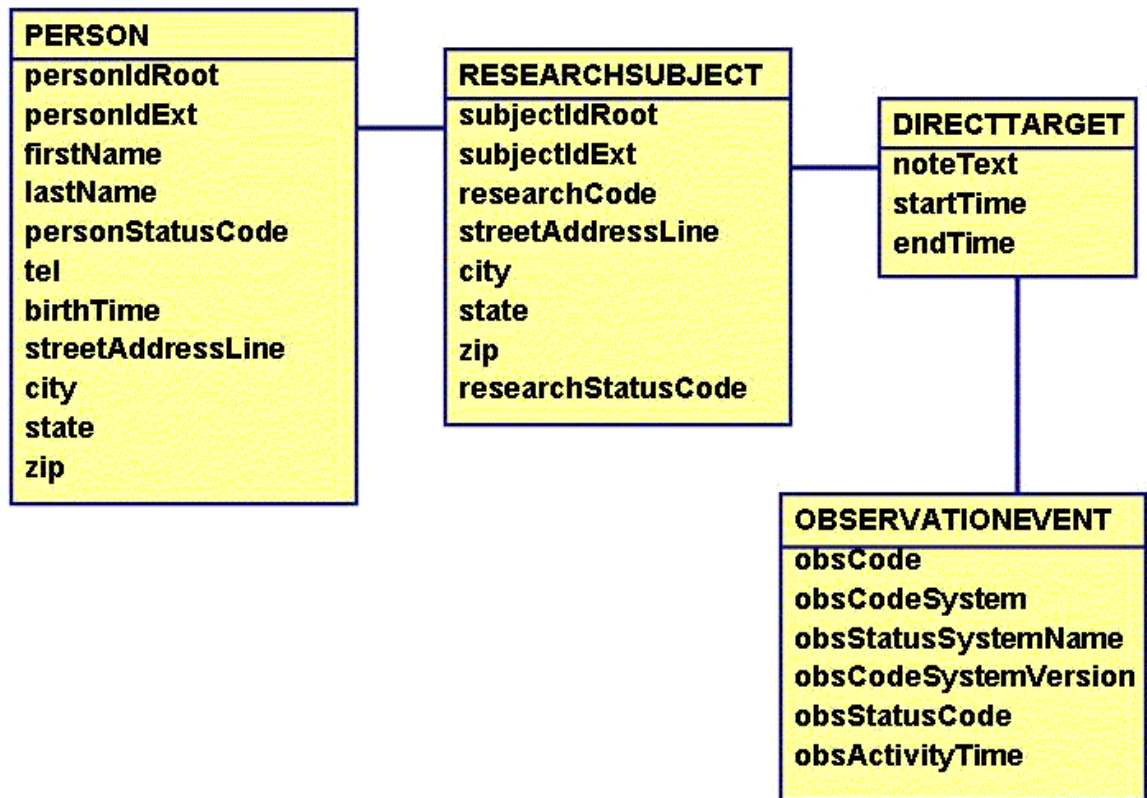 PERSON
personIdRoot
personIdExt
firstName
lastName
personStatusCode
tel
birthTime
streetAddressLine
city
state
zip
RESEARCHSUBJECT
subjectIdRoot
subjectIdExt
researchCode
streetAddressLine
city
state
zip
researchStatusCode
DIRECTTARGET
noteText
startTime
endTime
OBSERVATIONEVENT
obsCode
obsCodeSystem
obsStatusSystemName
obsCodeSystemVersion
obsStatusCode
obsActivityTime